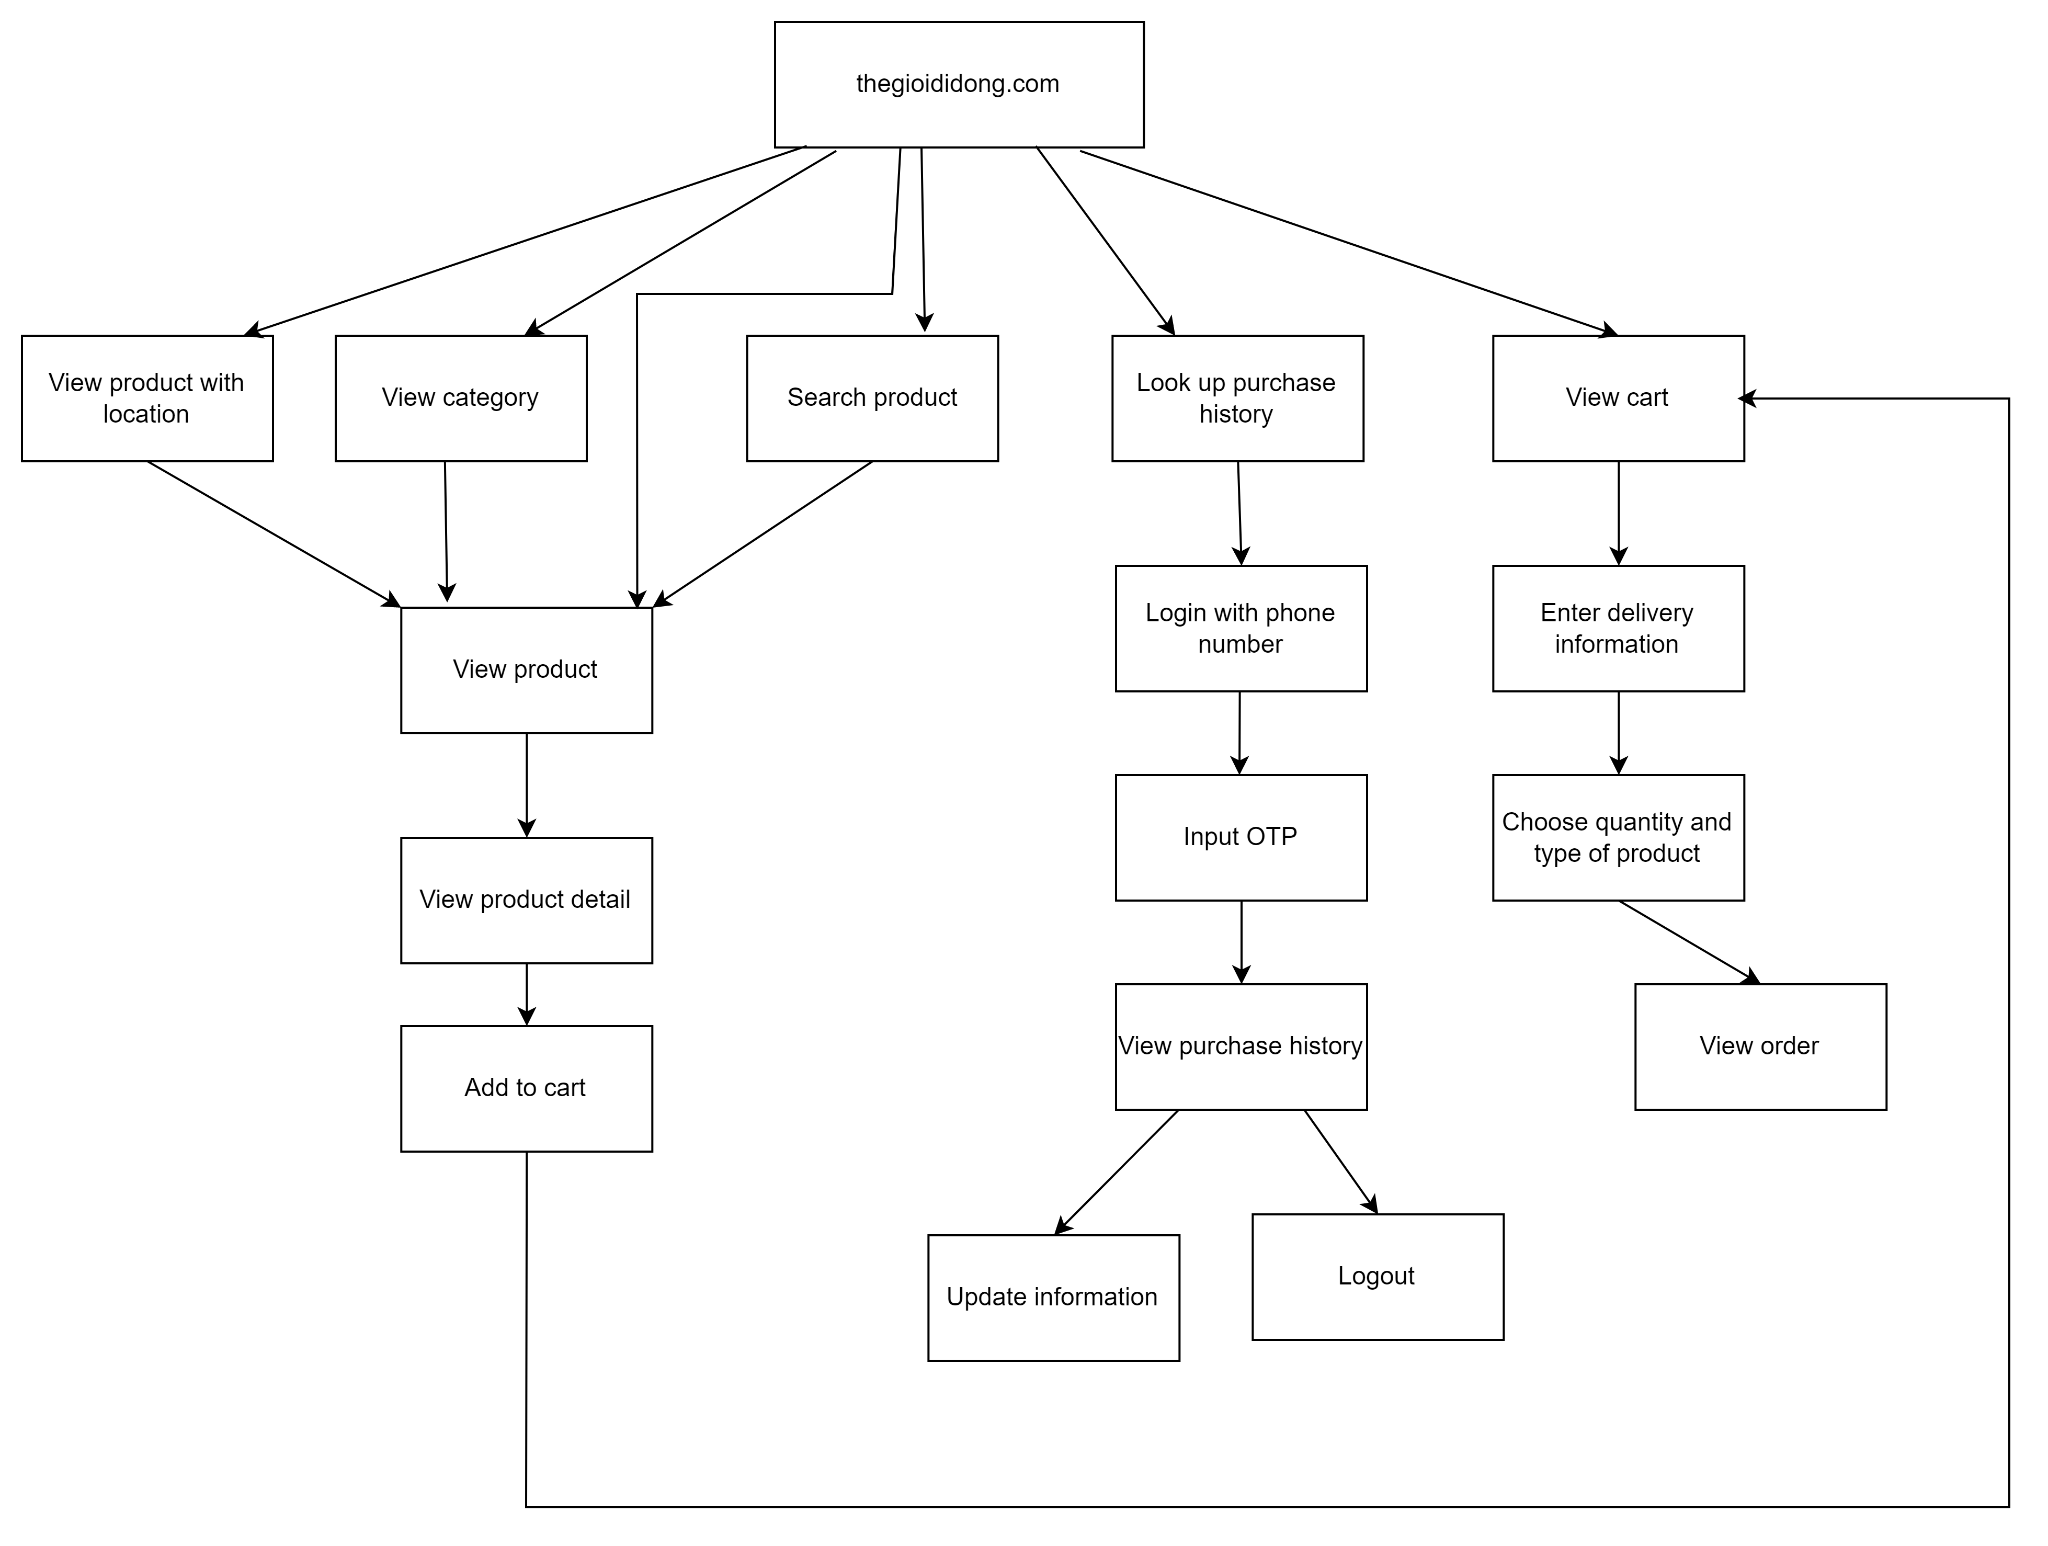 thegioididong.com
View product with
location
View category
Search product
Look up purchase
history
View cart
View product
Login with phone
number
Enter delivery
information
View product detail
Input OTP
Choose quantity and
type of product
Add to cart
View purchase history
View order
Update information
Logout